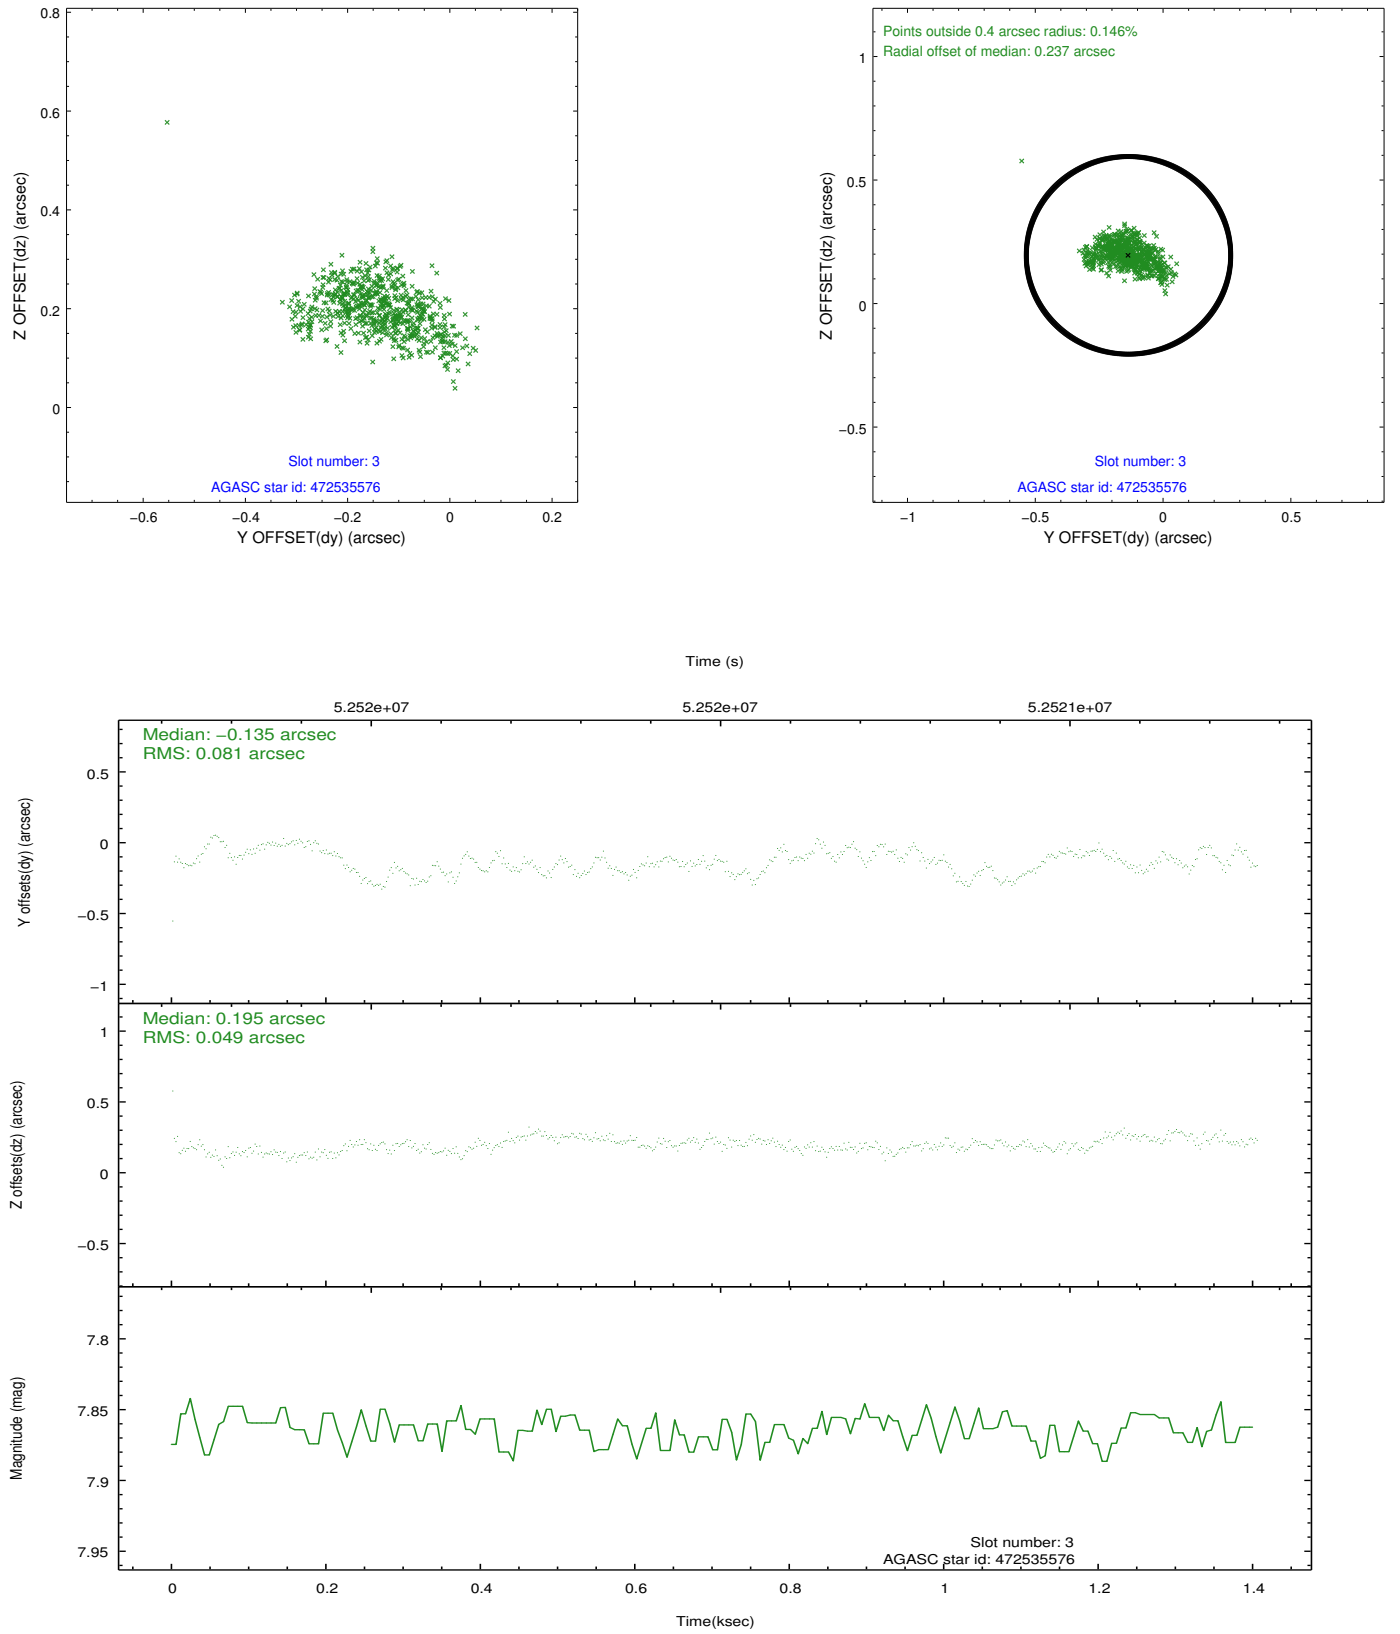 0.8
0.6
0.4
0.2
0
Z OFFSET(dz) (arcsec)
Slot number: 3
AGASC star id: 472535576
−0.6 −0.4 −0.2 0 0.2
Y OFFSET(dy) (arcsec)
Points outside 0.4 arcsec radius: 0.146%
Radial offset of median: 0.237 arcsec
1
0.5
0
−0.5
Z OFFSET(dz) (arcsec)
Slot number: 3
AGASC star id: 472535576
−1 −0.5 0 0.5
Y OFFSET(dy) (arcsec)
Time (s)
5.252e+07 5.252e+07 5.2521e+07
Median: −0.135 arcsec
RMS: 0.081 arcsec
0.5
0
−0.5
−1
Y offsets(dy) (arcsec)
Median: 0.195 arcsec
RMS: 0.049 arcsec
1
0.5
0
−0.5
Z offsets(dz) (arcsec)
7.8
7.85
7.9
7.95
Magnitude (mag)
Slot number: 3
AGASC star id: 472535576
0 0.2 0.4 0.6 0.8 1 1.2 1.4
Time(ksec)